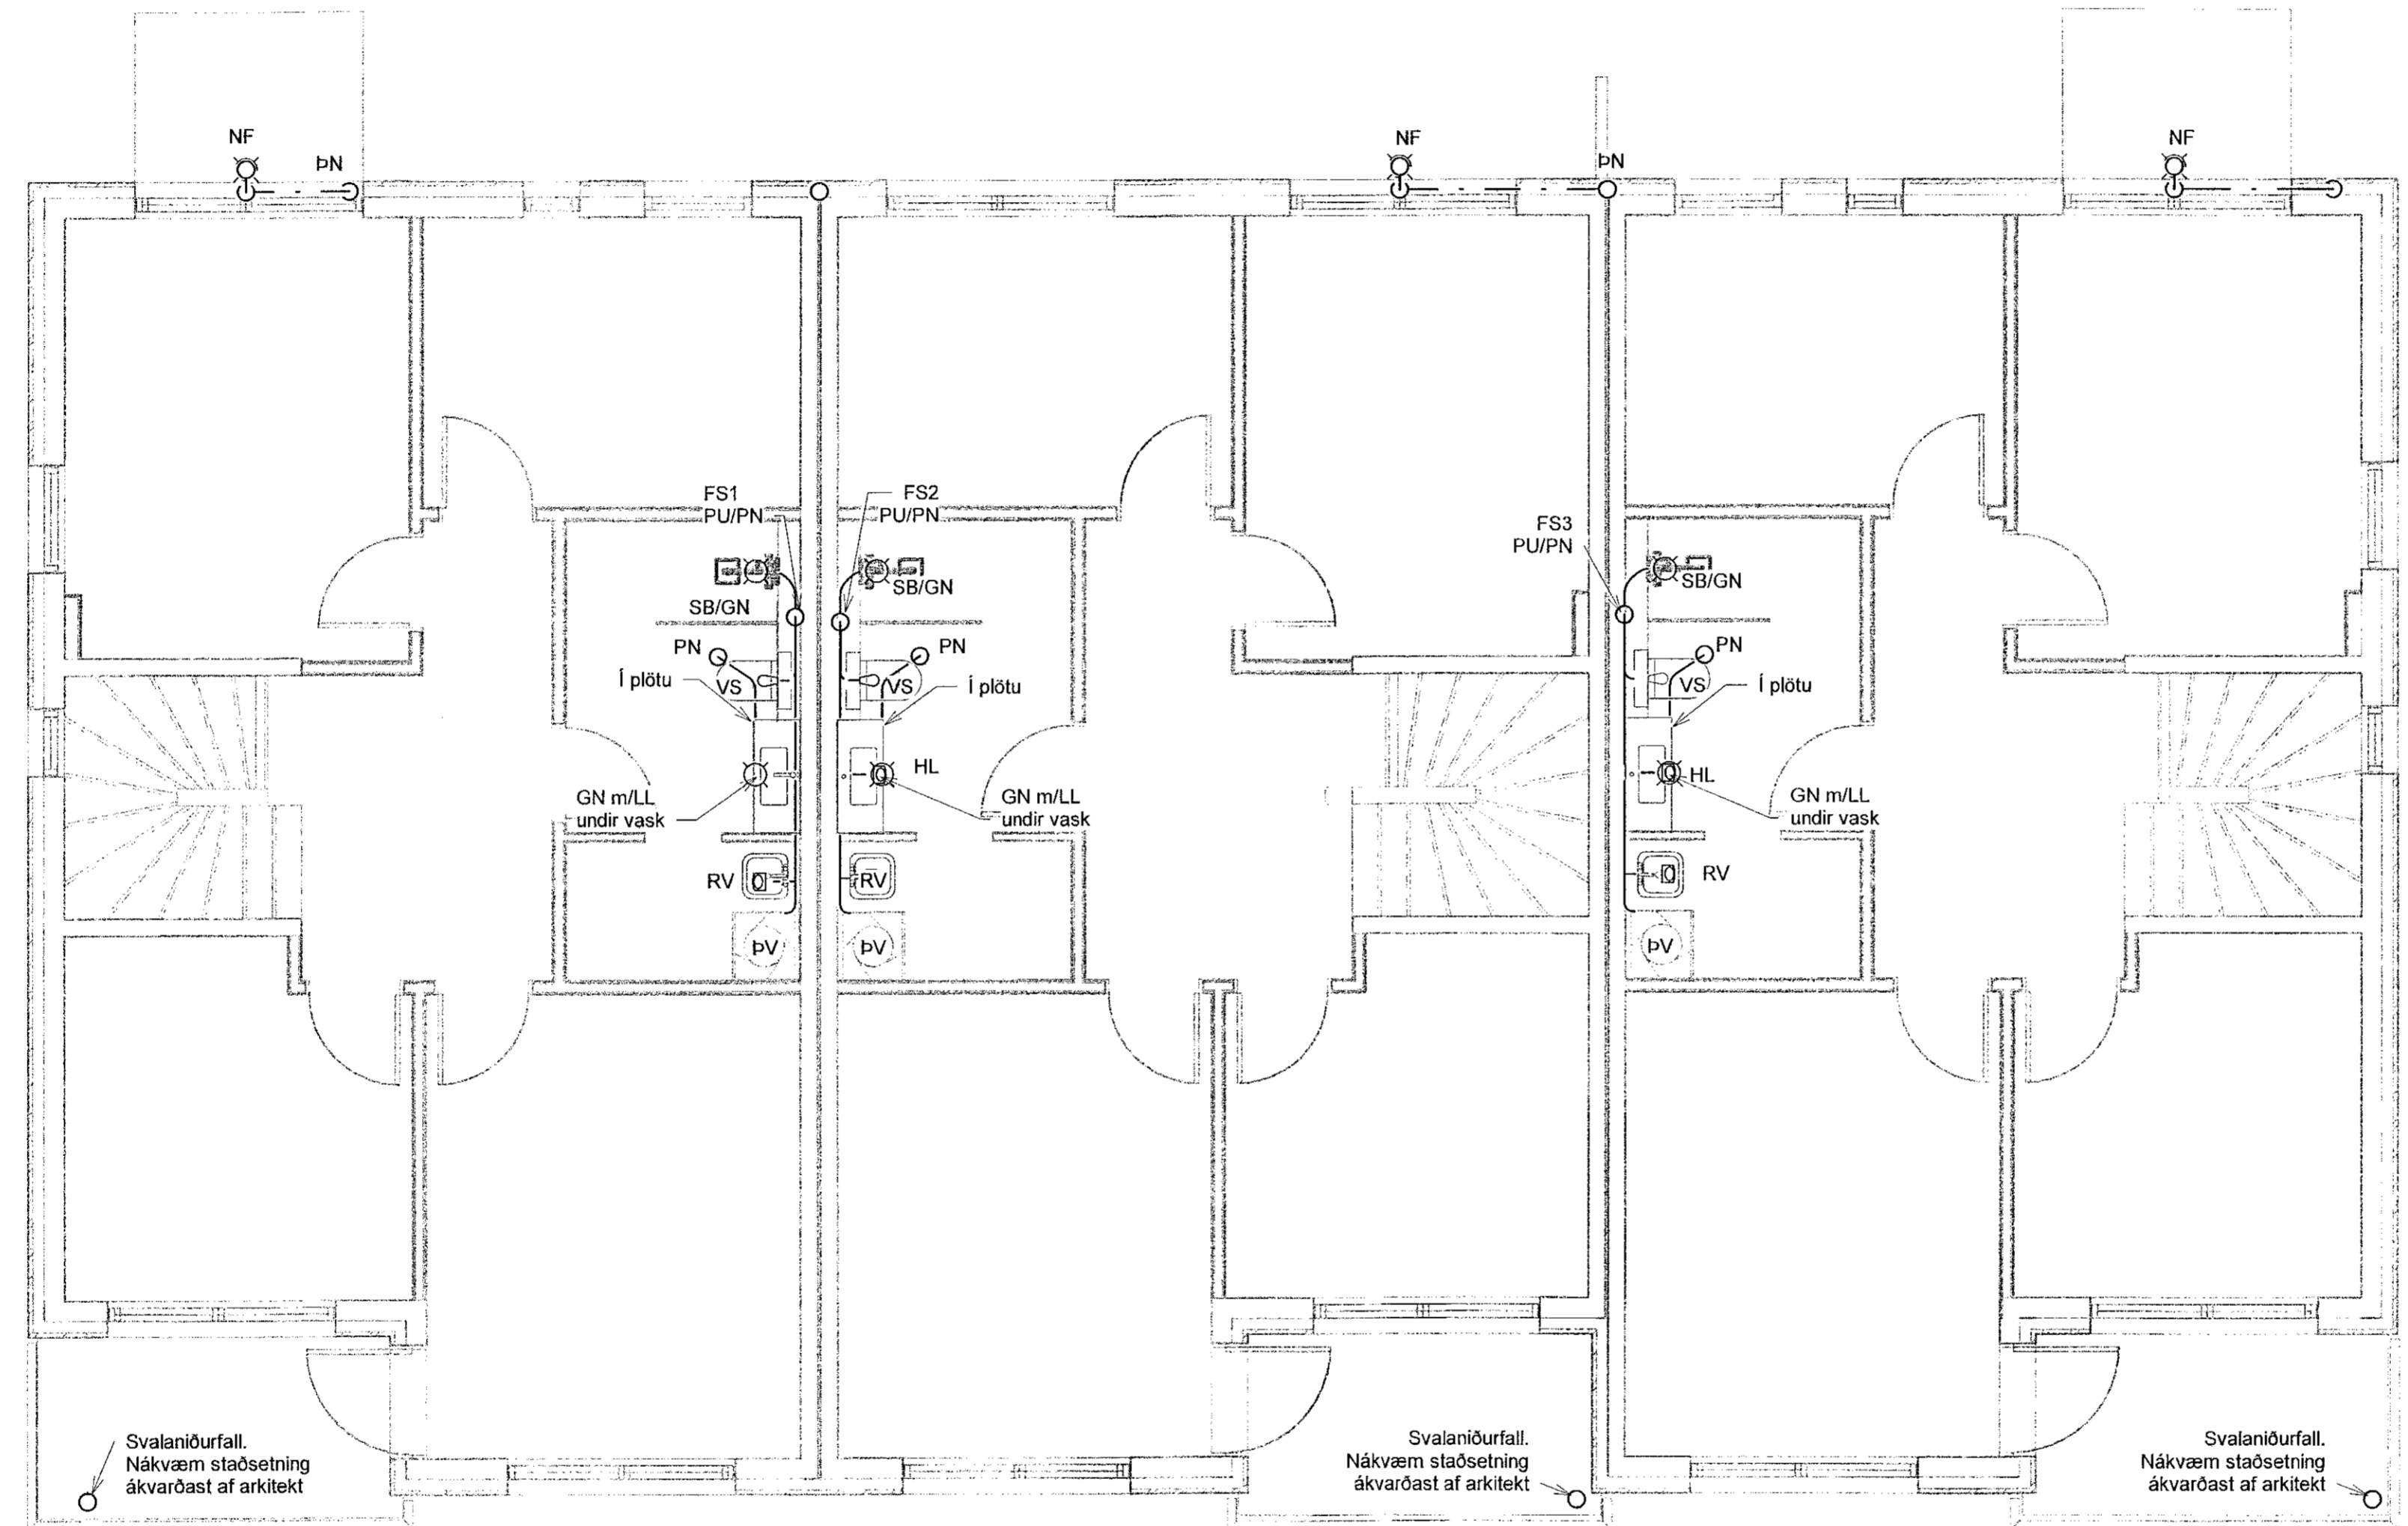 NF
ÞN
NF
ÞN
NF
FS1
PU/PN
FS2
PU/PN
FS3
PU/PN
SB/GN
SB/GN
SB/GN
PN
VS
Í plötu
PN
VS
Í plötu
PN
VS
Í plötu
GN m/LL
undir vask
HL
GN m/LL
undir vask
HL
GN m/LL
undir vask
RV
RV
RV
ÞV
ÞV
ÞV
Svalaniðurfall.
Nákvæm staðsetning
ákvarðast af arkitekt
Svalaniðurfall.
Nákvæm staðsetning
ákvarðast af arkitekt
Svalaniðurfall.
Nákvæm staðsetning
ákvarðast af arkitekt